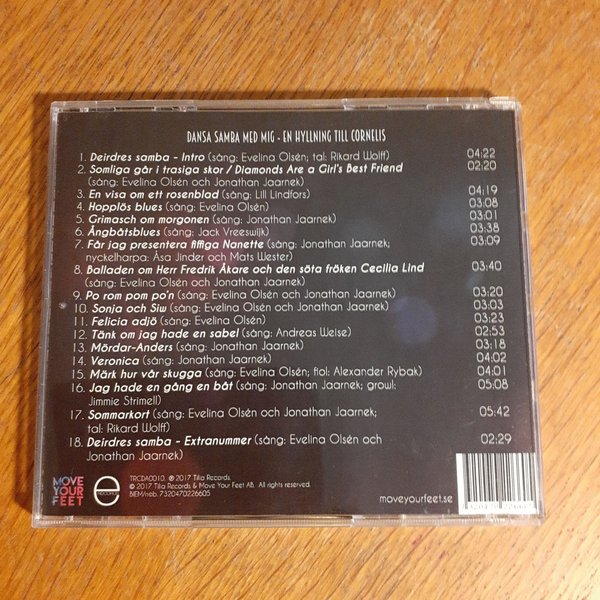 DANSA SAMBA MED MIG - EN HYLLNING TILL CORNELIS
1. Deirdres samba - Intro (sång: Evelina Olsén; tal: Rikard Wolff) 04:22
2. Somliga går i trasiga skor / Diamonds Are a Girl's Best Friend 02:20
(sång: Evelina Olsén och Jonathan Jaarnek)
3. En visa om ett rosenblad (sång: Lill Lindfors) 04:19
4. Hopplös blues (sång: Evelina Olsén) 03:08
5. Grimasch om morgonen (sång: Jonathan Jaarnek) 03:01
6. Ångbåtsblues (sång: Jack Vreeswijk) 03:38
7. Får jag presentera fiffiga Nanette (sång: Jonathan Jaarnek; 03:09
nyckelharpa: Åsa Jinder och Mats Wester)
8. Balladen om Herr Fredrik Åkare och den söta fröken Cecilia Lind 03:40
(sång: Evelina Olsén och Jonathan Jaarnek)
9. Po rom pom po'n (sång: Evelina Olsén och Jonathan Jaarnek) 03:20
10. Sonja och Siw (sång: Evelina Olsén och Jonathan Jaarnek) 03:03
11. Felicia adjö (sång: Evelina Olsén) 03:23
12. Tänk om jag hade en sabel (sång: Andreas Weise) 02:53
13. Mördar-Anders (sång: Jonathan Jaarnek) 03:18
14. Veronica (sång: Jonathan Jaarnek) 04:02
15. Märk hur vår skugga (sång: Evelina Olsén; fiol: Alexander Rybak) 04:01
16. Jag hade en gång en båt (sång: Jonathan Jaarnek; growl: 05:08
Jimmie Strimell)
17. Sommarkort (sång: Evelina Olsén och Jonathan Jaarnek; 05:42
tal: Rikard Wolff)
18. Deirdres samba - Extranummer (sång: Evelina Olsén och 02:29
Jonathan Jaarnek)
MOVE
YOUR
FEET
TRCDA0010. ℗ 2017 Tilia Records.
© 2017 Tilia Records & Move Your Feet AB. All rights reserved.
BIEM/ncb. 7320470226605
moveyourfeet.se